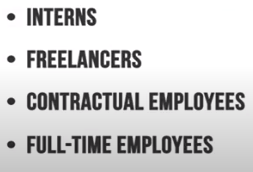 • INTERNS
• FREELANCERS
• CONTRACTUAL EMPLOYEES
• FULL-TIME EMPLOYEES